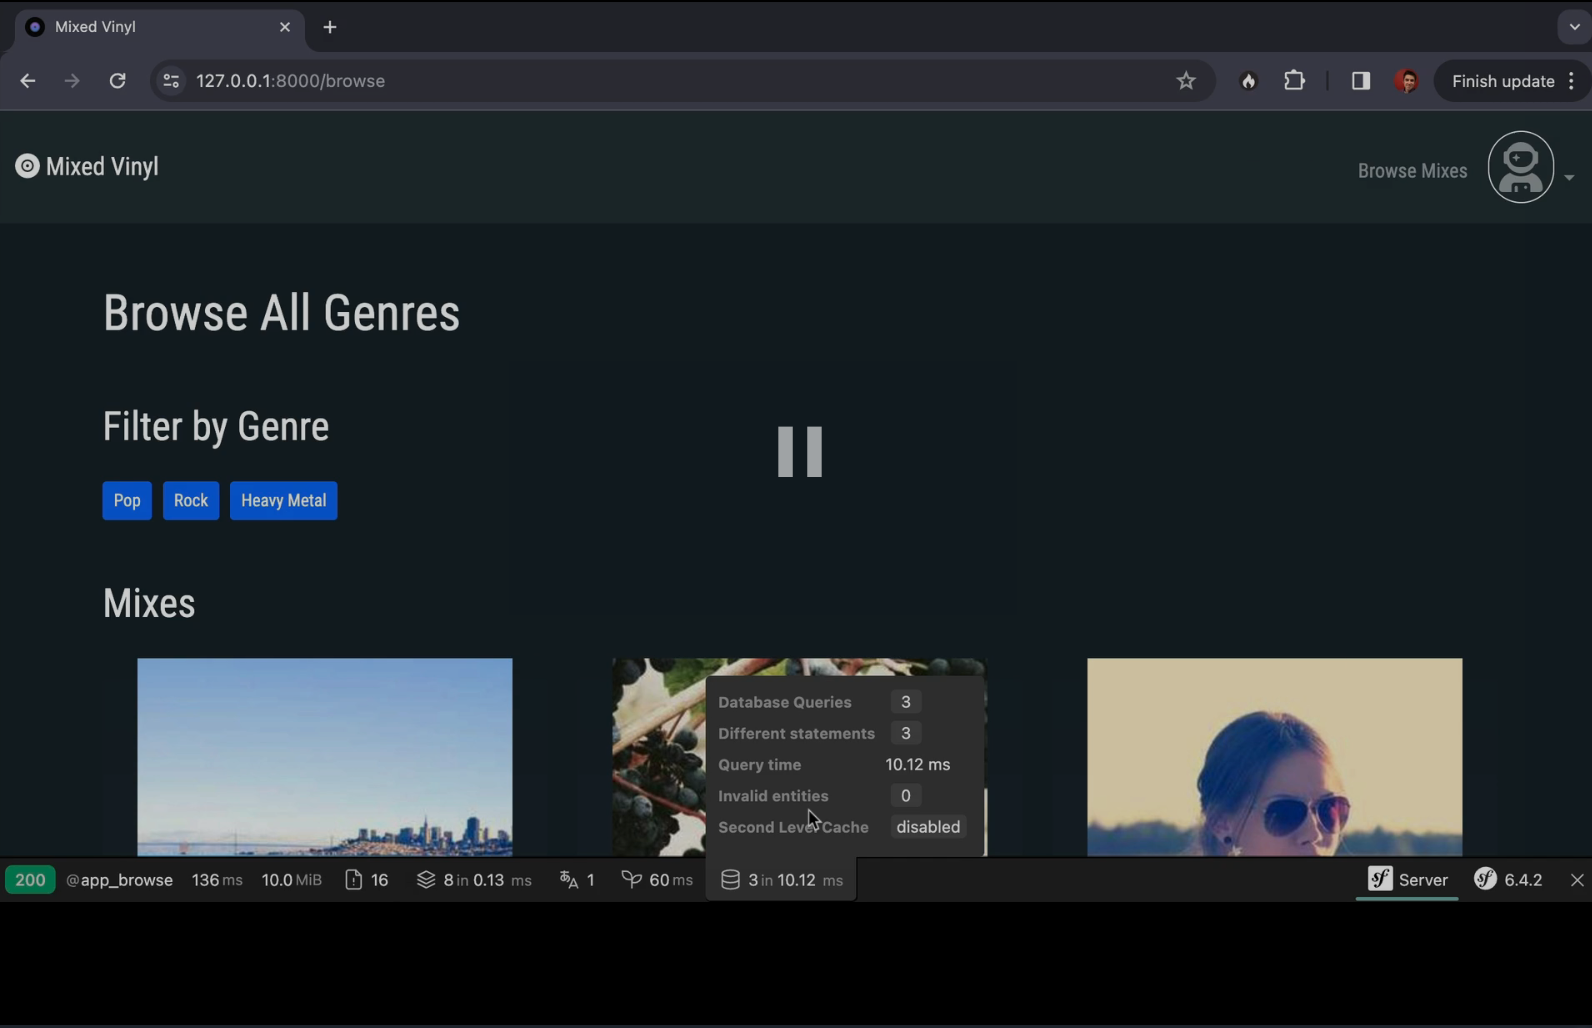 Mixed Vinyl
127.0.0.1:8000/browse
Finish update
Mixed Vinyl
Browse Mixes
Browse All Genres
Filter by Genre
Pop Rock Heavy Metal
Mixes
Database Queries 3
Different statements 3
Query time 10.12 ms
Invalid entities 0
Second Level Cache disabled
200 @app_browse 136 ms 10.0 MiB 16 8 in 0.13 ms 1 60 ms 3 in 10.12 ms sf Server sf 6.4.2